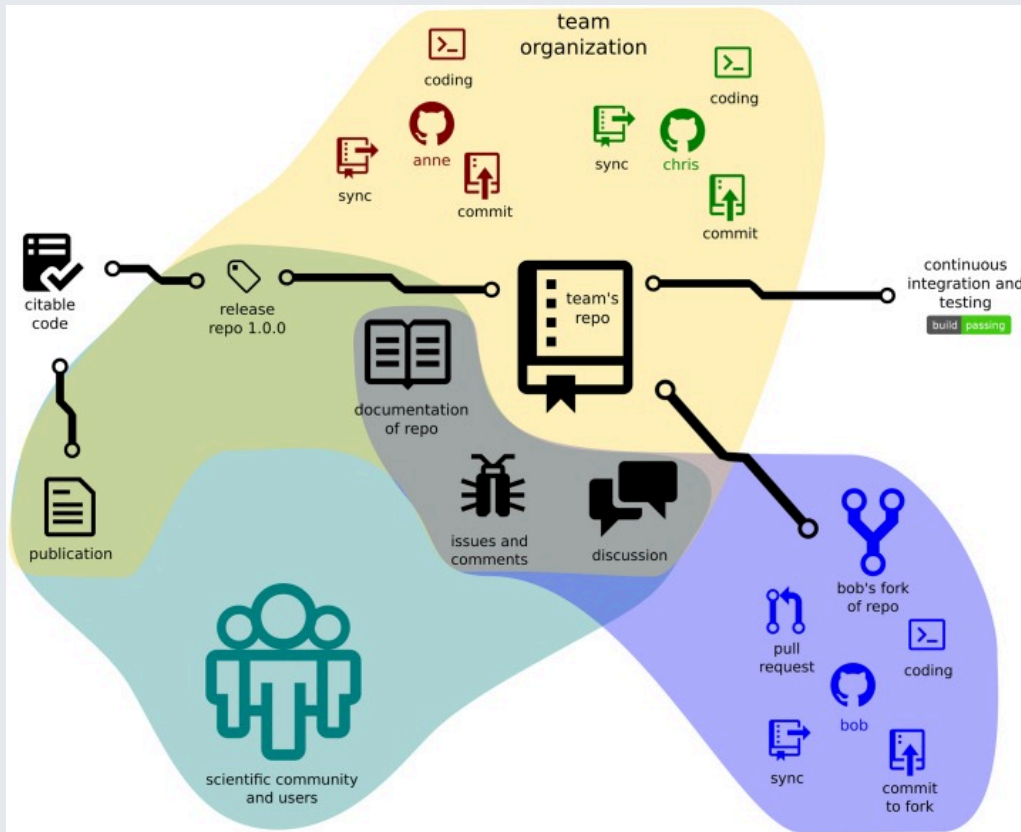 team
organization
coding
coding
anne
sync
commit
sync
chris
commit
citable
code
release
repo 1.0.0
team's
repo
continuous
integration and
testing
build passing
documentation
of repo
publication
issues and
comments
discussion
bob's fork
of repo
pull
request
coding
bob
sync
commit
to fork
scientific community
and users